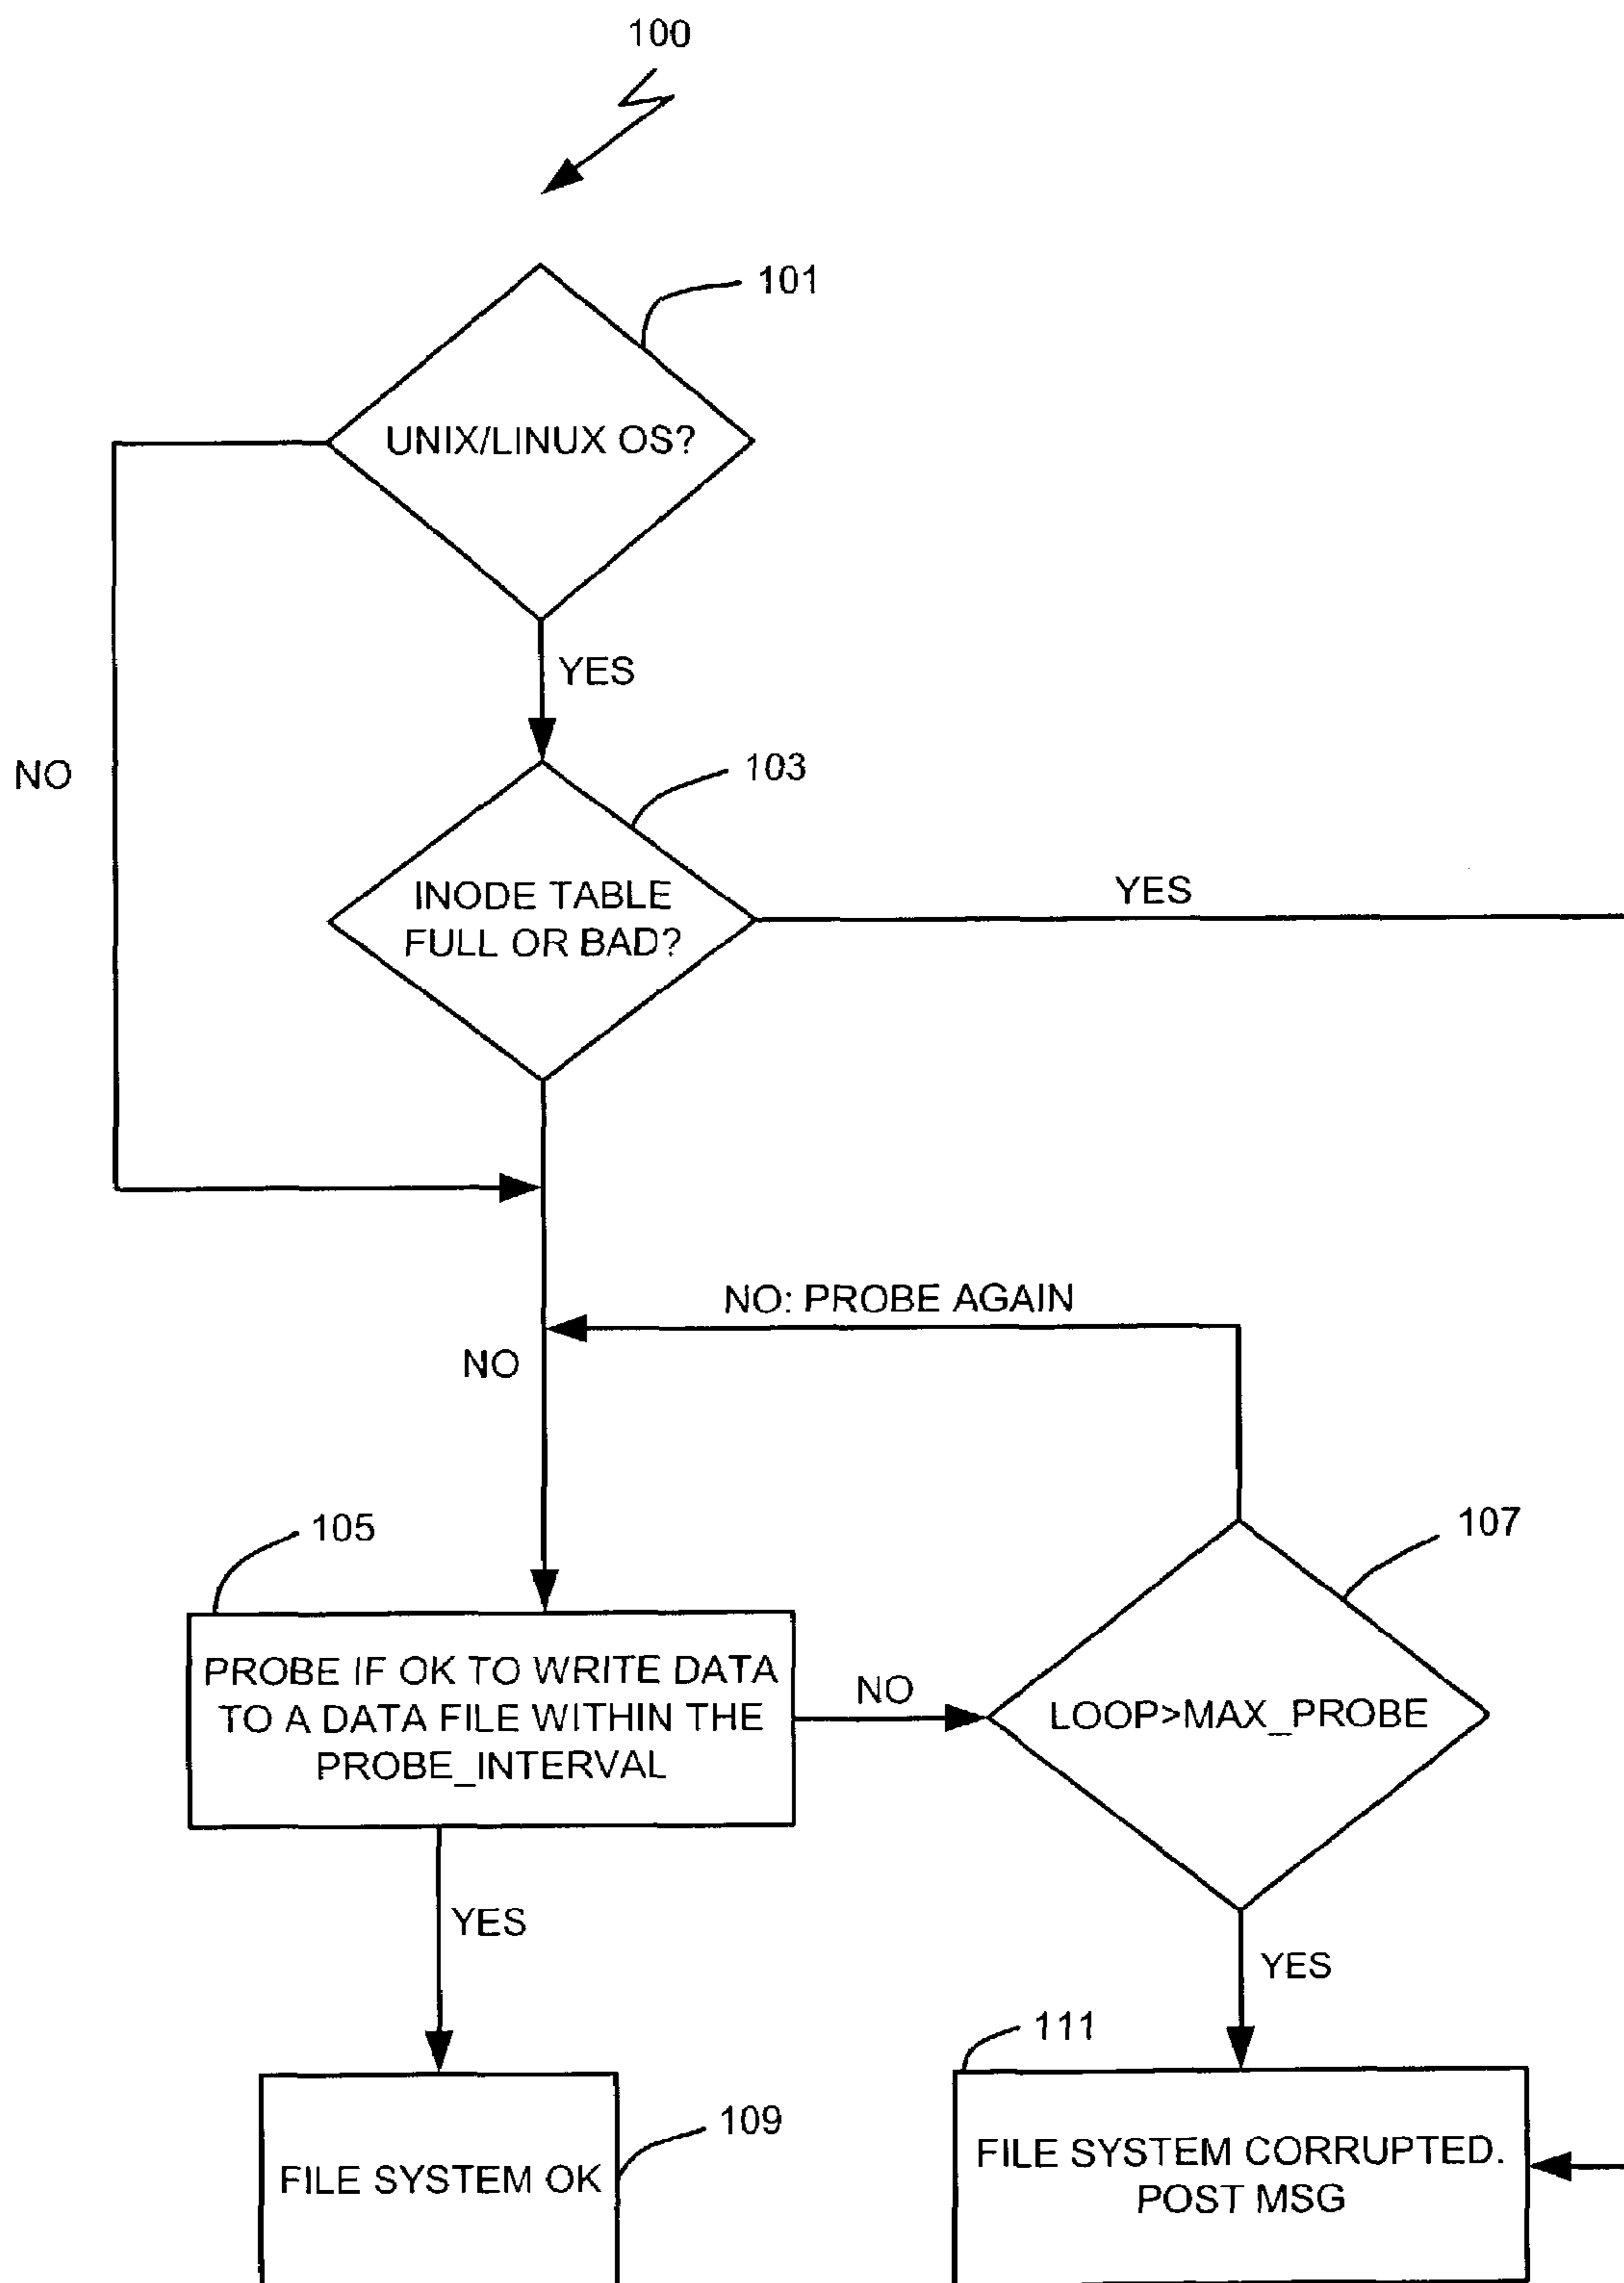 100
101
UNIX/LINUX OS?
YES
NO
103
INODE TABLE
FULL OR BAD?
YES
NO: PROBE AGAIN
NO
105
107
PROBE IF OK TO WRITE DATA
TO A DATA FILE WITHIN THE
PROBE_INTERVAL
NO
LOOP>MAX_PROBE
YES
YES
111
109
FILE SYSTEM OK
FILE SYSTEM CORRUPTED.
POST MSG